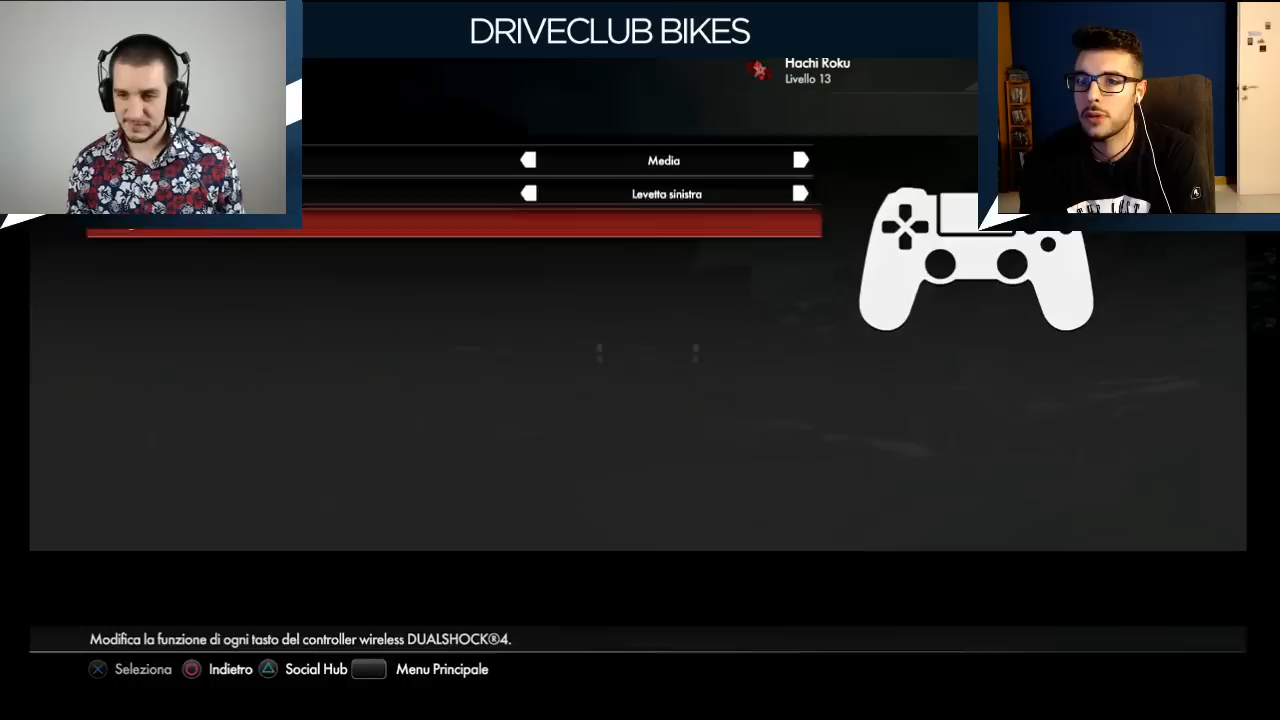 DRIVECLUB BIKES
Hachi Roku
Livello 13
Media
Levetta sinistra
Modifica la funzione di ogni tasto del controller wireless DUALSHOCK®4.
Seleziona Indietro Social Hub Menu Principale